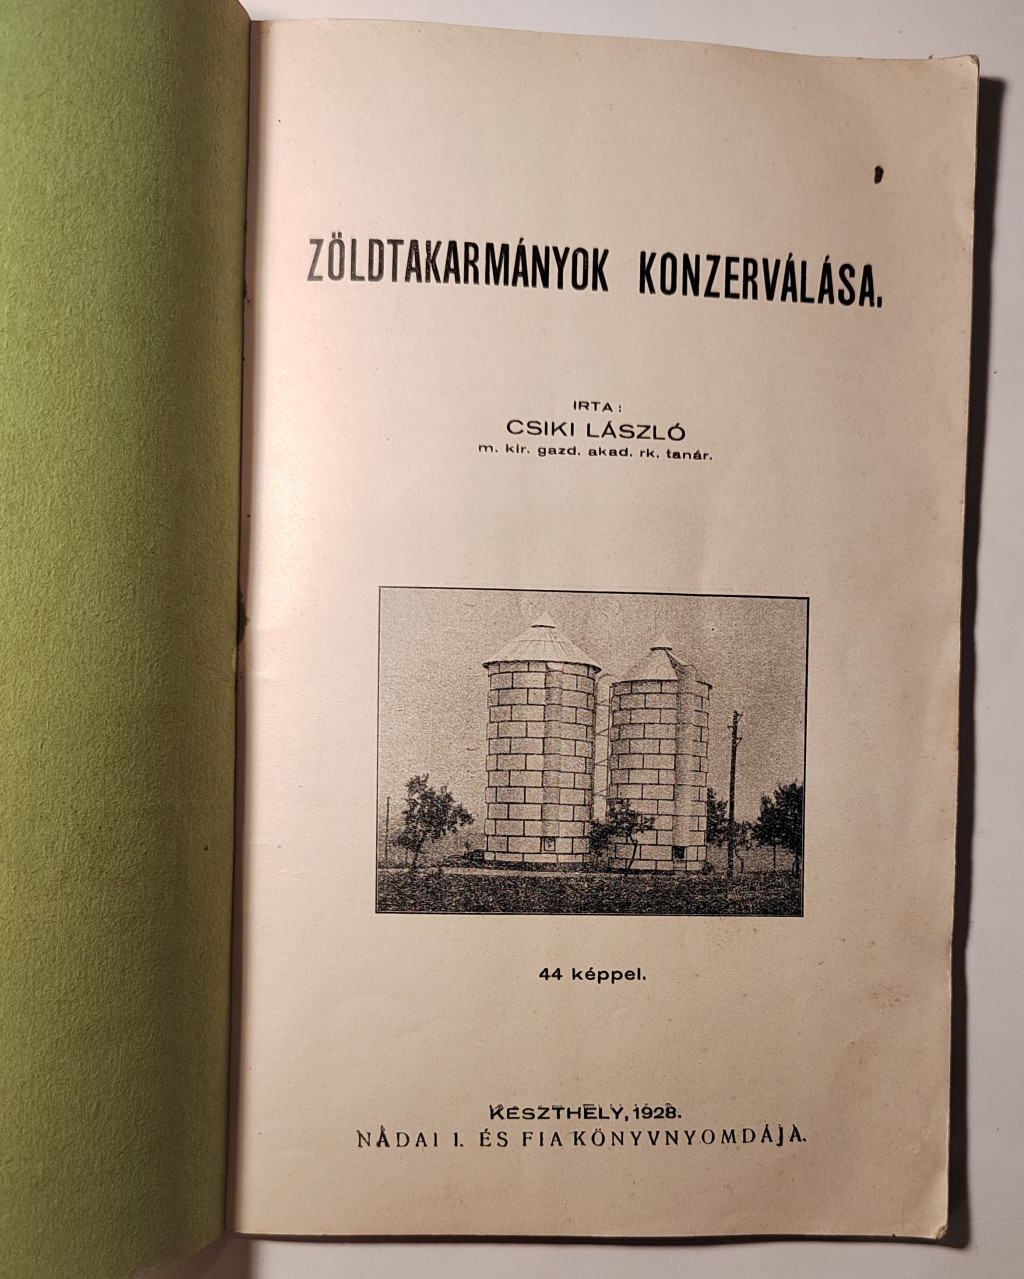 ZÖLDTAKARMÁNYOK KONZERVÁLÁSA.
IRTA:
CSIKI LÁSZLÓ
m. kir. gazd. akad. rk. tanár.
44 képpel.
KESZTHELY, 1928.
NÁDAI I. ÉS FIA KÖNYVNYOMDÁJA.